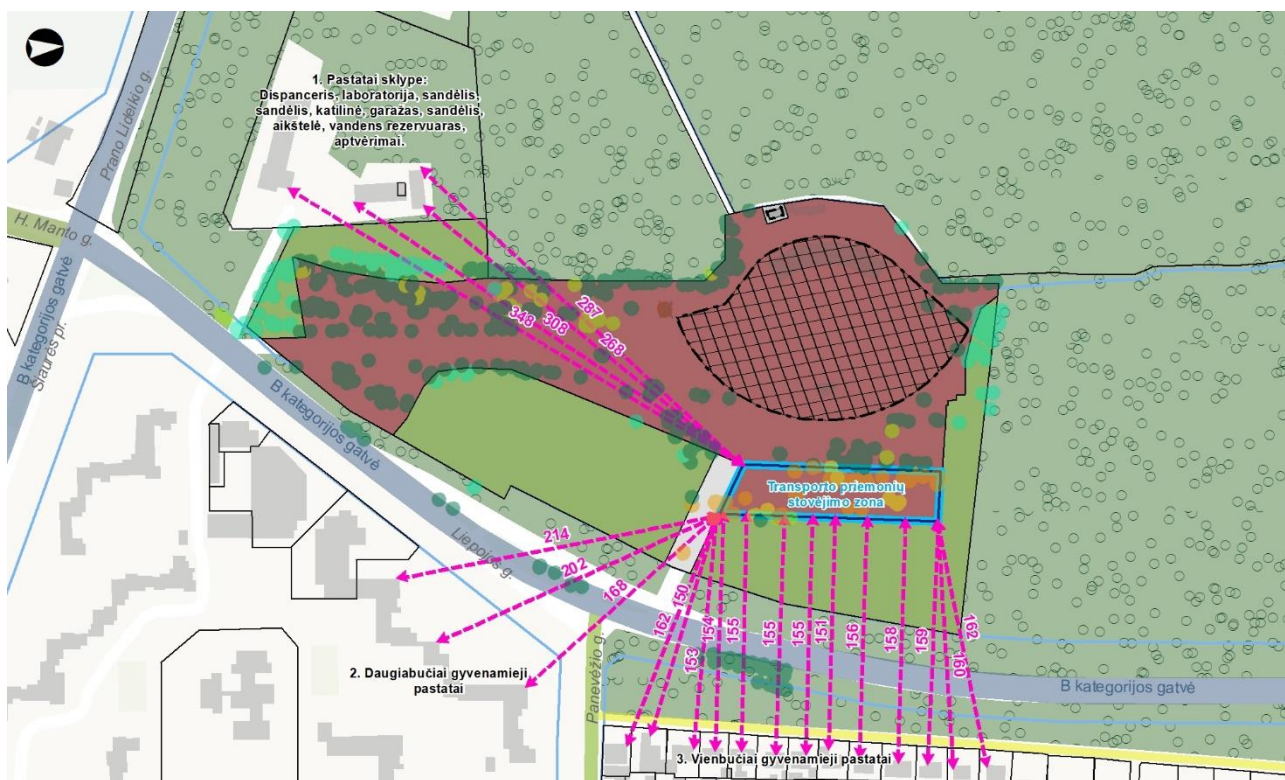 1. Pastatai sklype:
Dispanceris, laboratorija, sandėlis,
sandėlis, katilinė, garažas, sandėlis,
aikštelė, vandens rezervuaras,
aptvėrimai.
Prano Lideikio g.
H. Manto g.
B kategorijos gatvė
Šiaurės pr.
B kategorijos gatvė
Liepojos g.
287
308
348
268
Transporto priemonių
stovėjimo zona
214
202
168
162
150
153
154
155
155
155
151
156
158
159
162
160
2. Daugiabučiai gyvenamieji
pastatai
Panevėžio g.
B kategorijos gatvė
3. Vienbučiai gyvenamieji pastatai